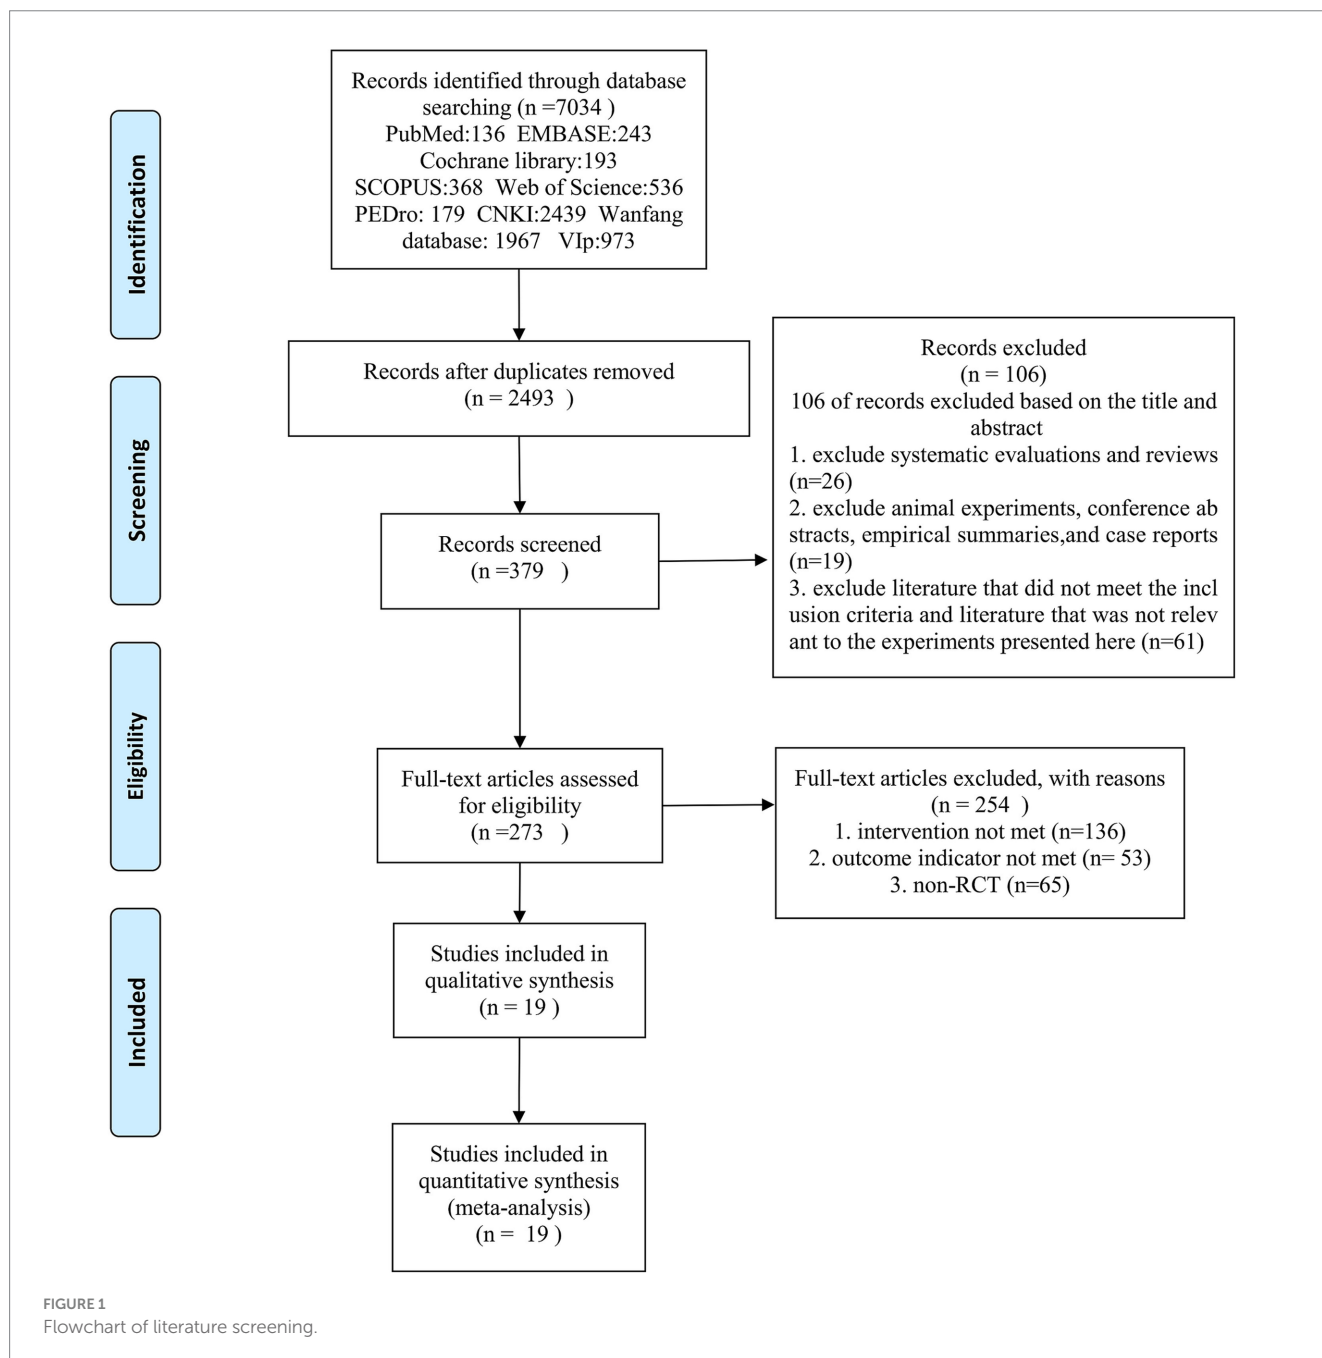 Identification
Records identified through database
searching (n =7034 )
PubMed:136 EMBASE:243
Cochrane library:193
SCOPUS:368 Web of Science:536
PEDro: 179 CNKI:2439 Wanfang
database: 1967 VIp:973
Screening
Records after duplicates removed
(n = 2493 )
Records screened
(n =379 )
Records excluded
(n = 106)
106 of records excluded based on the title and
abstract
1. exclude systematic evaluations and reviews
(n=26)
2. exclude animal experiments, conference ab
stracts, empirical summaries,and case reports
(n=19)
3. exclude literature that did not meet the incl
usion criteria and literature that was not relev
ant to the experiments presented here (n=61)
Eligibility
Full-text articles assessed
for eligibility
(n =273 )
Full-text articles excluded, with reasons
(n = 254 )
1. intervention not met (n=136)
2. outcome indicator not met (n= 53)
3. non-RCT (n=65)
Included
Studies included in
qualitative synthesis
(n = 19 )
Studies included in
quantitative synthesis
(meta-analysis)
(n = 19 )
FIGURE 1
Flowchart of literature screening.